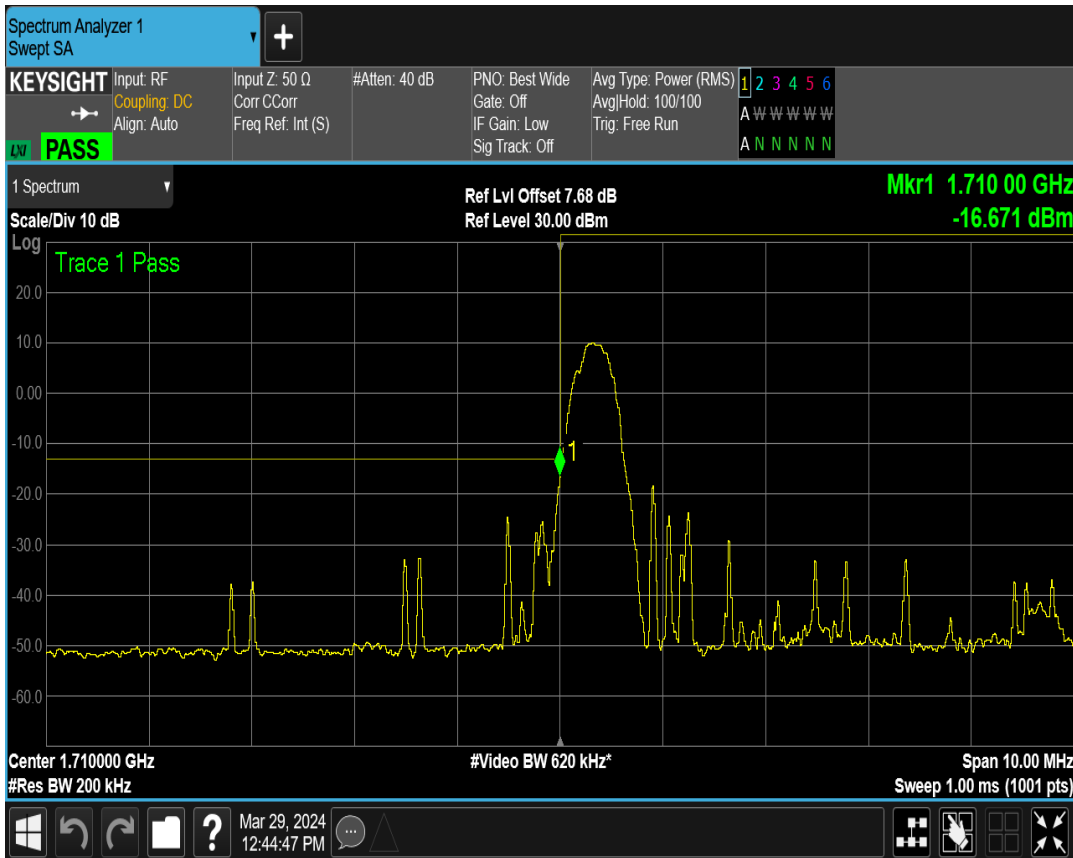 Spectrum Analyzer 1
Swept SA
+
KEYSIGHT
LXI
PASS
Input: RF
Coupling: DC
Align: Auto
Input Z: 50 Ω
Corr CCorr
Freq Ref: Int (S)
#Atten: 40 dB
PNO: Best Wide
Gate: Off
IF Gain: Low
Sig Track: Off
Avg Type: Power (RMS)
Avg|Hold: 100/100
Trig: Free Run
1 2 3 4 5 6
A W W W W W
A N N N N N
1 Spectrum
Scale/Div 10 dB
Ref Lvl Offset 7.68 dB
Ref Level 30.00 dBm
Mkr1 1.710 00 GHz
-16.671 dBm
Log
Trace 1 Pass
20.0
10.0
0.00
-10.0
1
-20.0
-30.0
-40.0
-50.0
-60.0
Center 1.710000 GHz
#Res BW 200 kHz
#Video BW 620 kHz*
Span 10.00 MHz
Sweep 1.00 ms (1001 pts)
?
Mar 29, 2024
12:44:47 PM